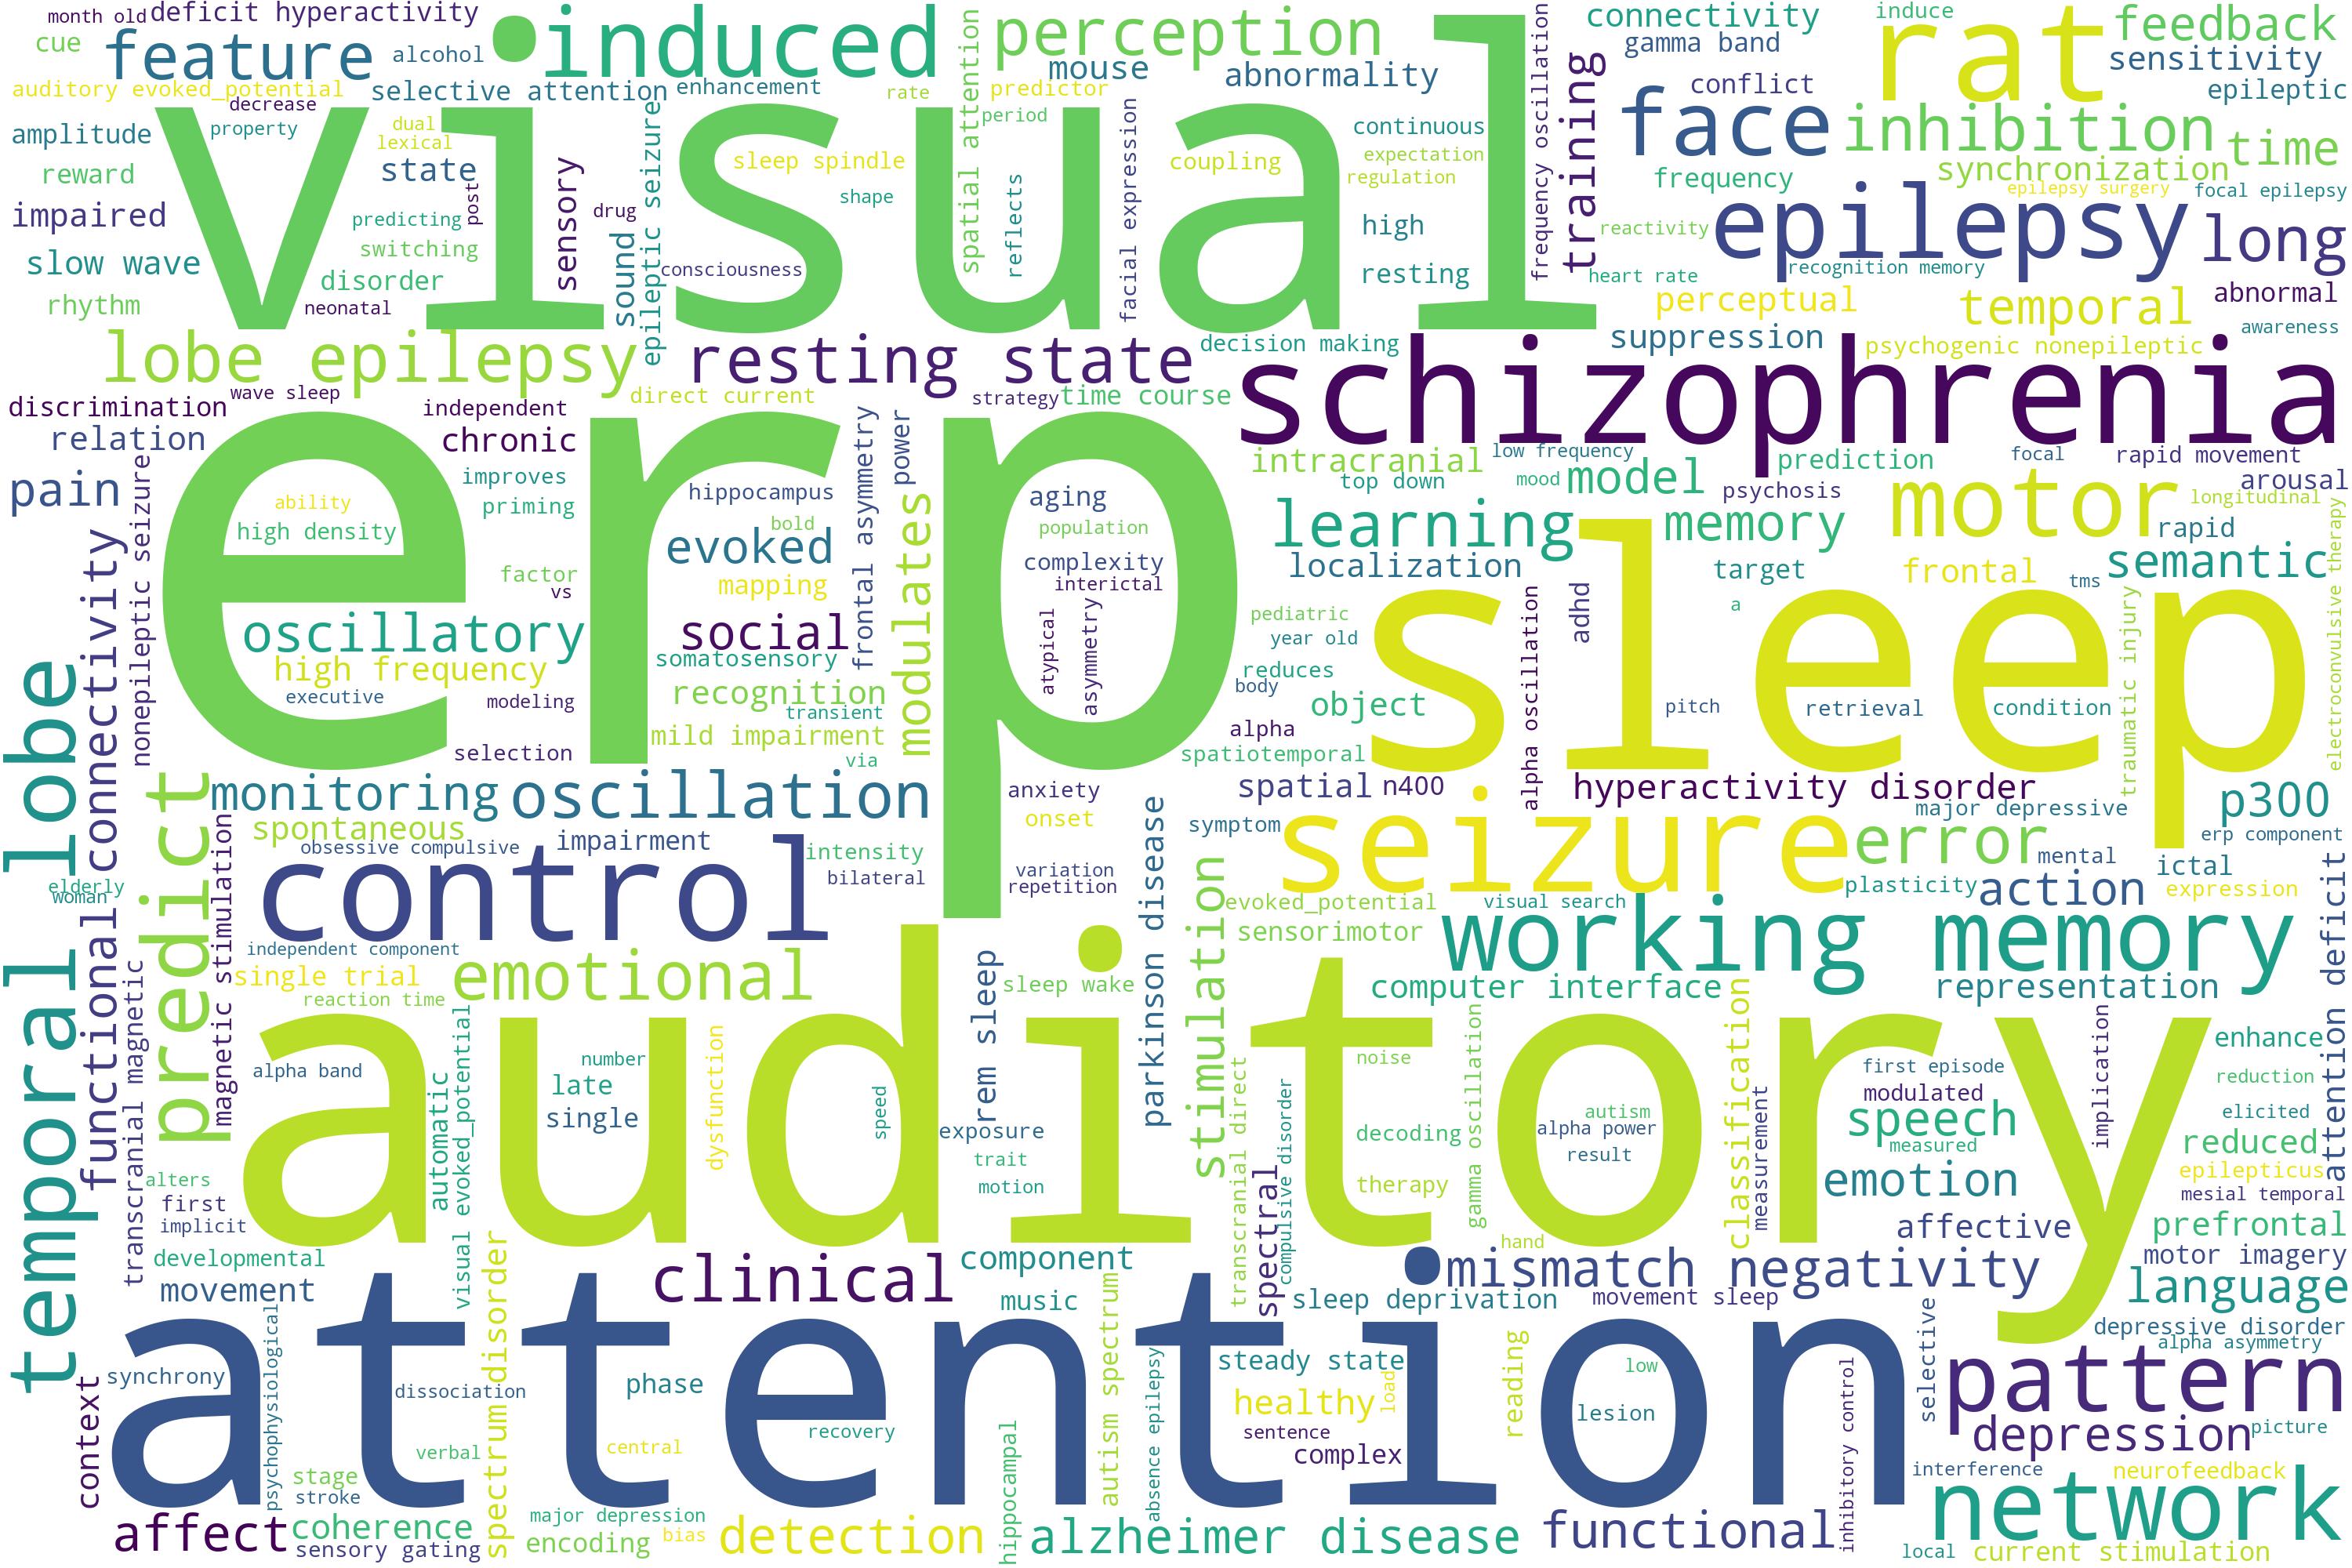 month old
deficit hyperactivity
induced
perception
connectivity
induce
rat
feedback
cue
feature
alcohol
mouse
abnormality
gamma band
sensitivity
auditory evoked_potential
decrease
selective attention
enhancement
rate
predictor
conflict
epileptic
visual
amplitude
property
dual
lexical
epileptic seizure
spatial attention
period
facial expression
continuous
expectation
frequency oscillation
training
face
inhibition
time
synchronization
reward
state
post
sensory
sleep spindle
shape
reflects
coupling
regulation
frequency
epilepsy surgery
focal epilepsy
impaired
predicting
drug
high
reactivity
epilepsy
long
slow wave
switching
sound
consciousness
resting
heart rate
recognition memory
rhythm
disorder
neonatal
perceptual
temporal
abnormal
lobe epilepsy
resting state
decision making
suppression
psychogenic nonepileptic
awareness
schizophrenia
wave sleep
direct current
strategy
time course
discrimination
independent
frontal asymmetry
power
relation
chronic
erp
intracranial
low frequency
prediction
focal
rapid movement
pain
nonepileptic seizure
improves
hippocampus
aging
top down
mood
model
psychosis
motor
arousal
longitudinal
ability
priming
bold
population
learning
memory
rapid
high density
evoked
modulates
complexity
localization
target
frontal
tms
semantic
electroconvulsive therapy
factor
vs
mapping
interictal
sleep
adhd
a
oscillatory
social
atypical
asymmetry
pediatric
year old
alpha oscillation
traumatic injury
high frequency
somatosensory
reduces
executive
modeling
recognition
transient
body
object
pitch
retrieval
condition
selection
mild impairment
via
alpha
spatiotemporal
temporal lobe
functional connectivity
predict
monitoring
oscillation
anxiety
parkinson disease
spatial
n400
hyperactivity disorder
p300
spontaneous
impairment
onset
symptom
seizure
major depressive
erp component
magnetic stimulation
obsessive compulsive
intensity
error
mental
ictal
attention deficit
elderly
woman
control
bilateral
variation
repetition
stimulation
evoked_potential
visual search
plasticity
action
expression
independent component
sensorimotor
working memory
single trial
emotional
rem sleep
sleep wake
computer interface
classification
representation
transcranial magnetic
reaction time
visual evoked_potential
auditory
gamma oscillation
implication
enhance
alpha band
number
dysfunction
noise
first episode
reduction
automatic
late
speed
transcranial direct
compulsive disorder
measurement
modulated
single
exposure
decoding
autism
alpha power
speech
elicited
result
measured
reduced
alters
trait
therapy
emotion
epilepticus
first
motion
spectral
mesial temporal
implicit
affective
prefrontal
developmental
spectrum disorder
clinical
component
hand
mismatch negativity
motor imagery
movement
music
autism spectrum
sleep deprivation
movement sleep
selective
language
psychophysiological
attention
depressive disorder
alpha asymmetry
context
synchrony
dissociation
phase
absence epilepsy
steady state
reading
low
inhibitory control
pattern
healthy
load
lesion
verbal
recovery
sentence
depression
picture
central
complex
stage
hippocampal
interference
neurofeedback
stroke
network
affect
coherence
major depression
bias
detection
alzheimer disease
functional
sensory gating
encoding
local
current stimulation